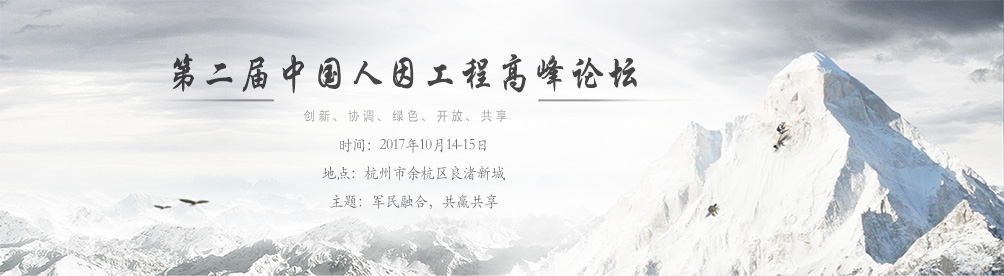 第二届中国人因工程高峰论坛
创新、协调、绿色、开放、共享
时间：2017年10月14-15日
地点：杭州市余杭区良渚新城
主题：军民融合，共赢共享